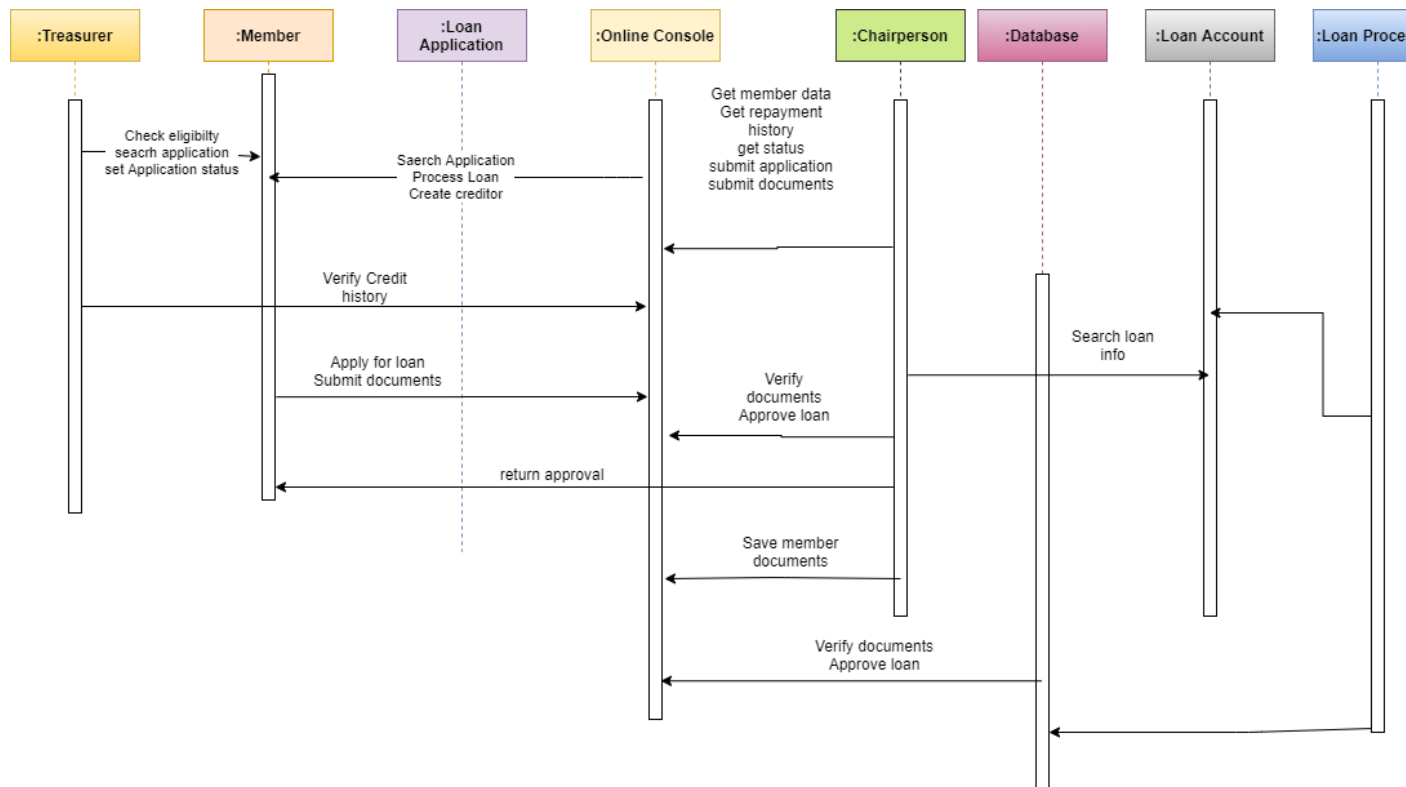 :Treasurer
:Member
:Loan
Application
:Online Console
:Chairperson
:Database
:Loan Account
:Loan Proce
Get member data
Get repayment
history
get status
submit application
submit documents
Check eligibilty
seacrh application
set Application status
Saerch Application
Process Loan
Create creditor
Verify Credit
history
Search loan
info
Apply for loan
Submit documents
Verify
documents
Approve loan
return approval
Save member
documents
Verify documents
Approve loan